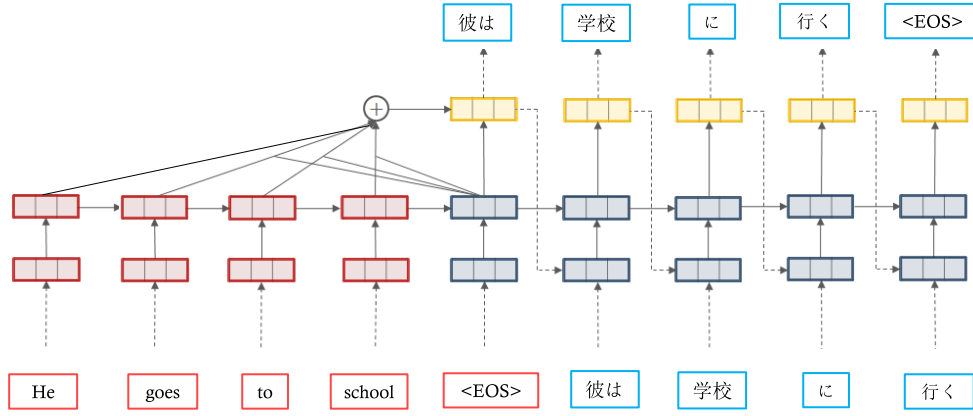 彼は
学校
に
行く
<EOS>
He
goes
to
school
<EOS>
彼は
学校
に
行く